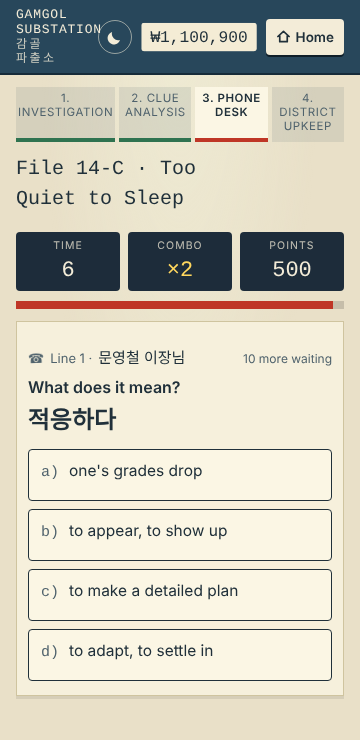 GAMGOL
SUBSTATION
감골
파출소
₩1,100,900
Home
1. INVESTIGATION
2. CLUE ANALYSIS
3. PHONE DESK
4. DISTRICT UPKEEP
File 14-C · Too
Quiet to Sleep
TIME
6
COMBO
×2
POINTS
500
☎ Line 1 · 문영철 이장님
10 more waiting
What does it mean?
적응하다
a) one's grades drop
b) to appear, to show up
c) to make a detailed plan
d) to adapt, to settle in